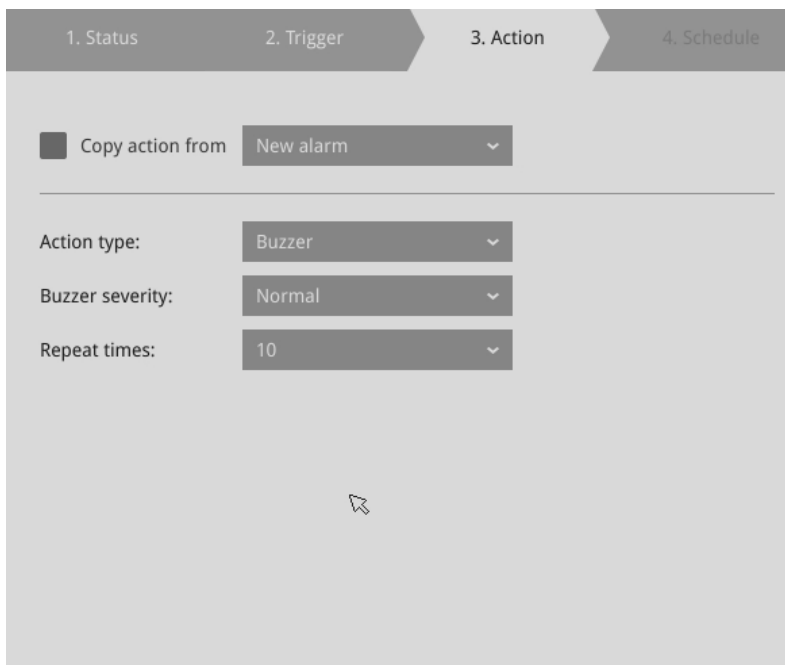 1. Status 2. Trigger 3. Action 4. Schedule
Copy action from New alarm
Action type: Buzzer
Buzzer severity: Normal
Repeat times: 10